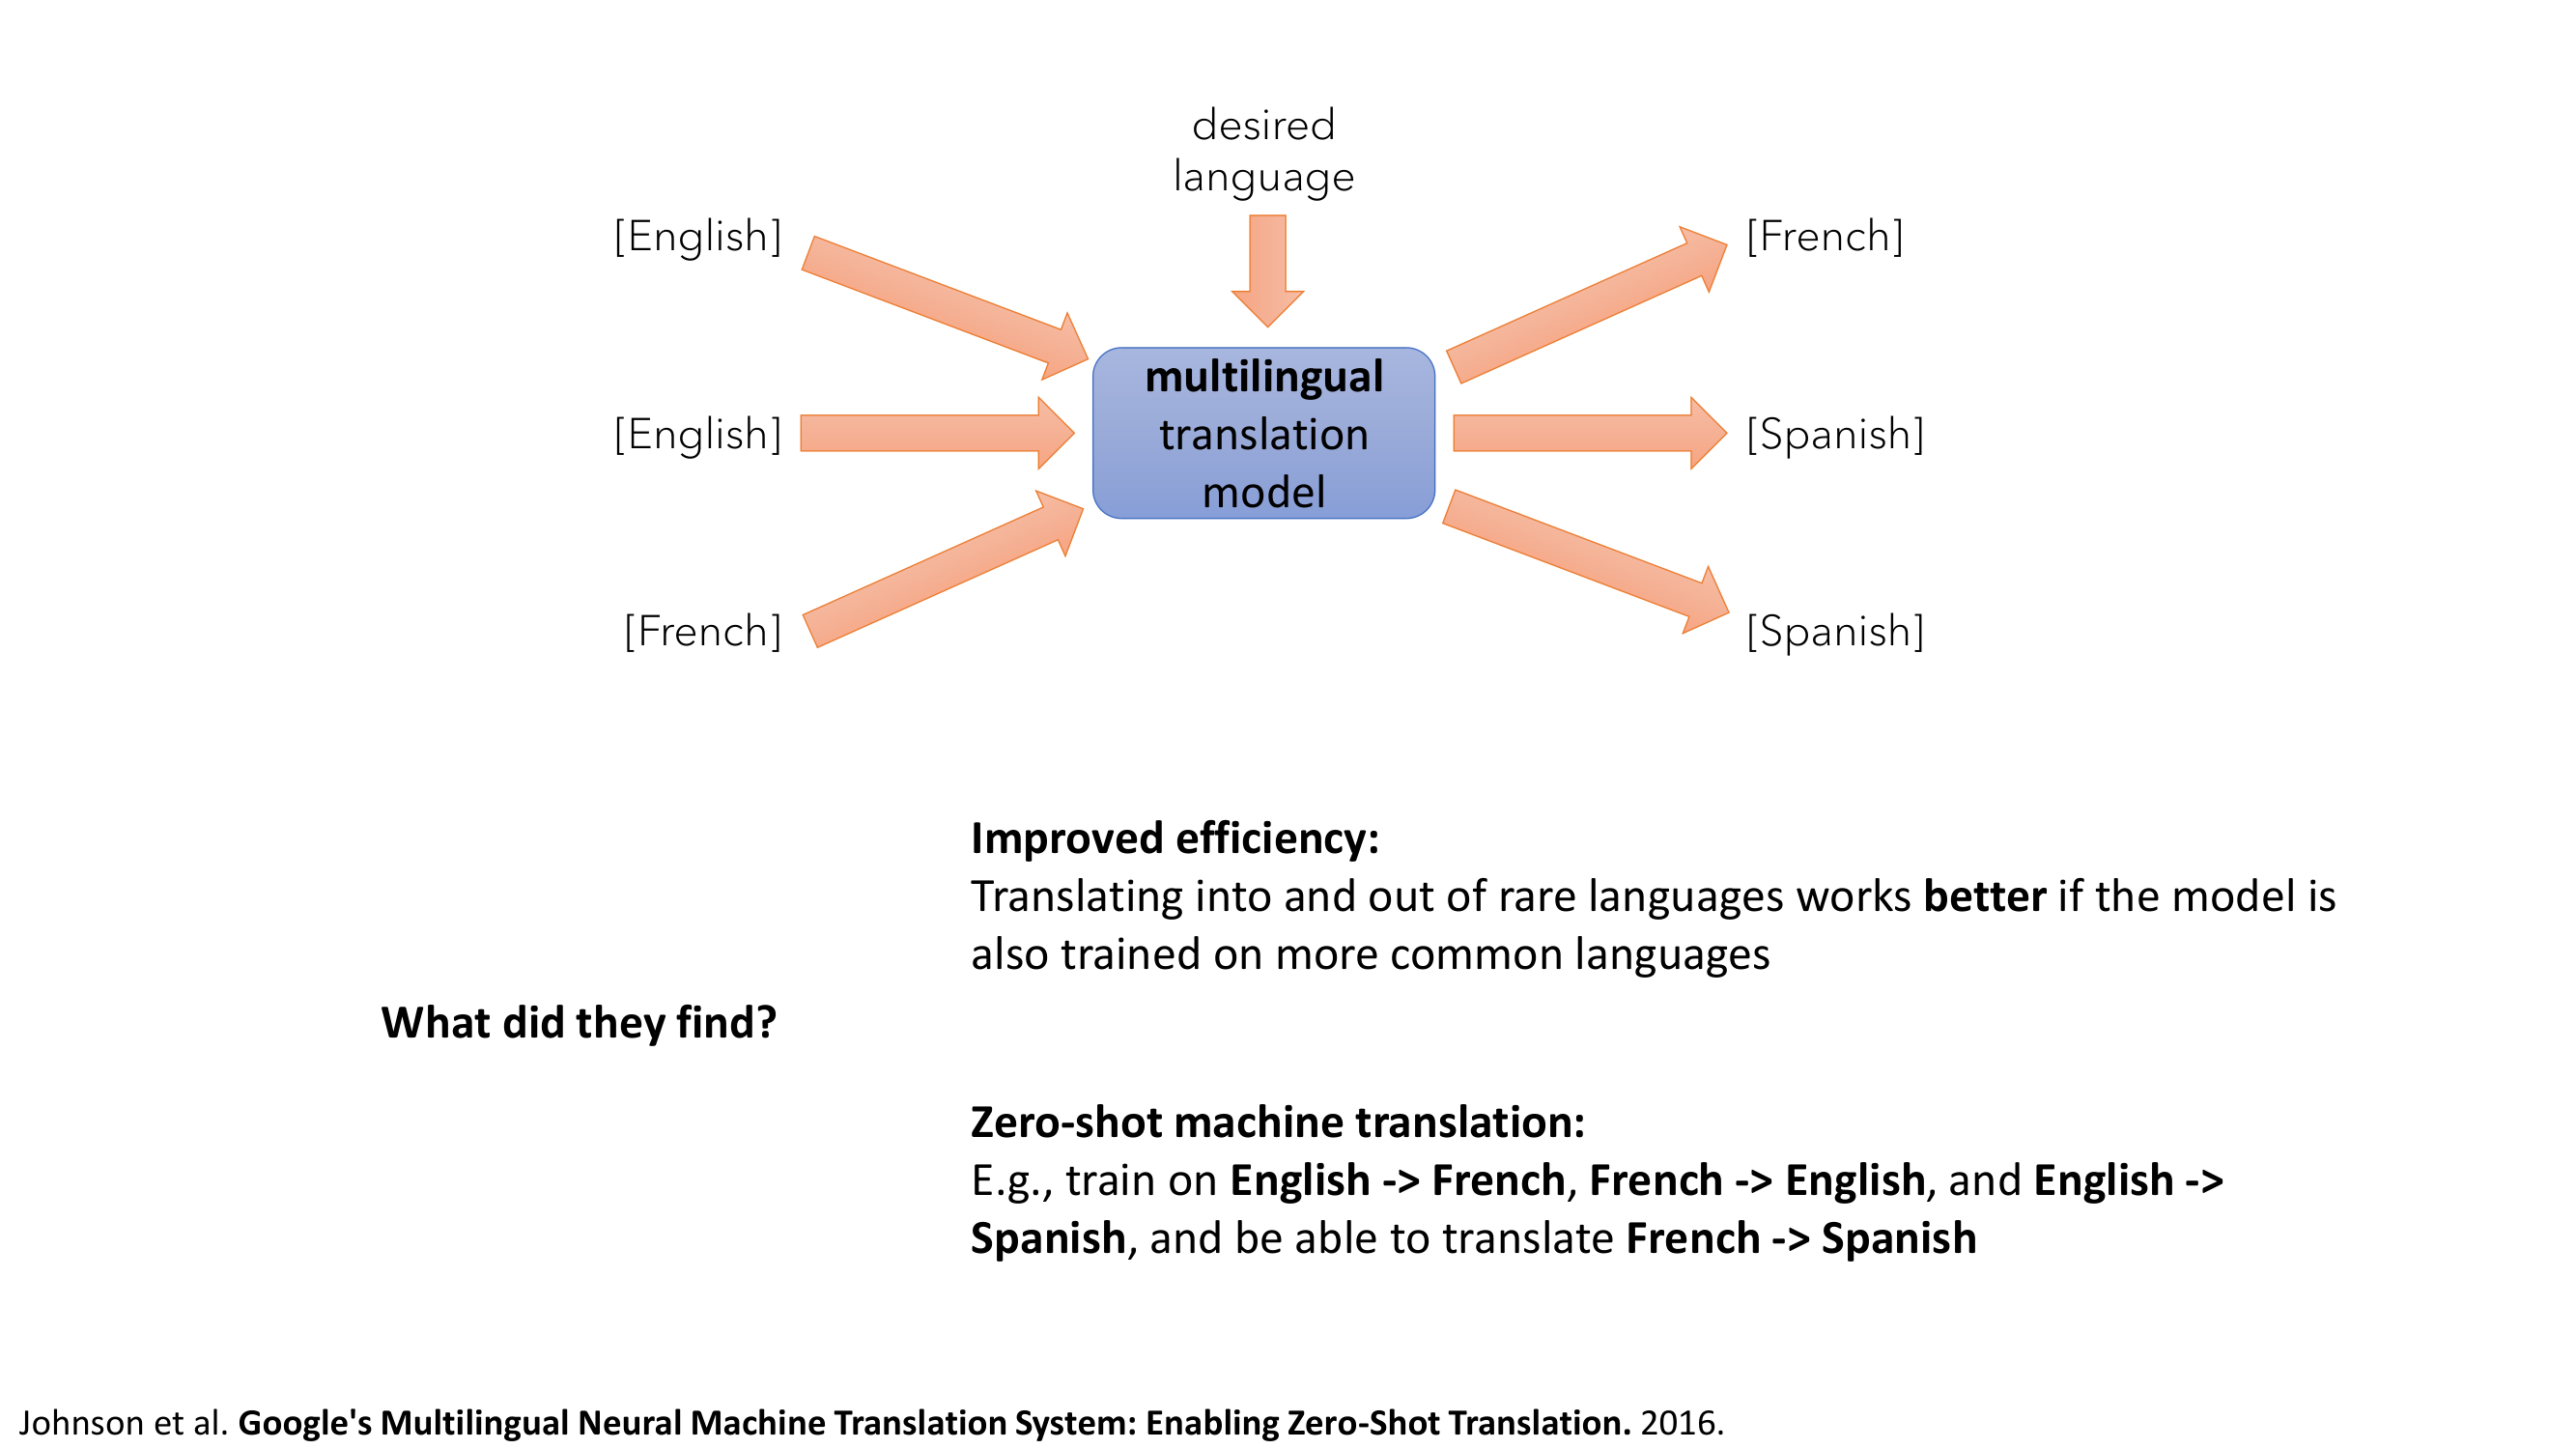 desired
language
[English]
[French]
multilingual
translation
model
[English]
[Spanish]
[French]
[Spanish]
Improved efficiency:
Translating into and out of rare languages works better if the model is
also trained on more common languages
What did they find?
Zero-shot machine translation:
E.g., train on English -> French, French -> English, and English ->
Spanish, and be able to translate French -> Spanish
Johnson et al. Google's Multilingual Neural Machine Translation System: Enabling Zero-Shot Translation. 2016.